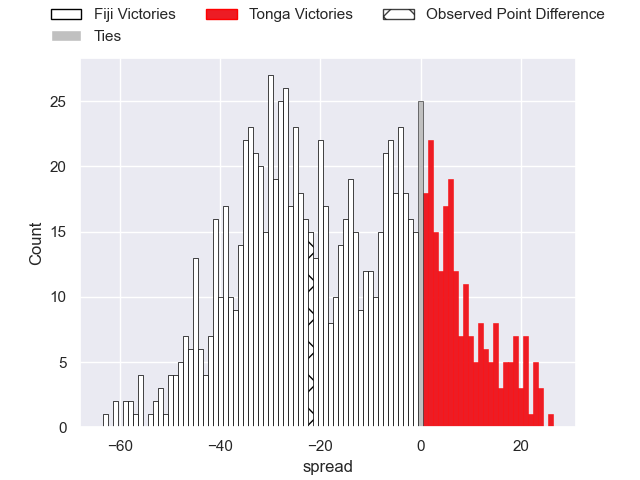 Fiji Victories Tonga Victories Observed Point Difference
Ties
25
20
15
10
5
0
Count
−60 −40 −20 0 20
spread